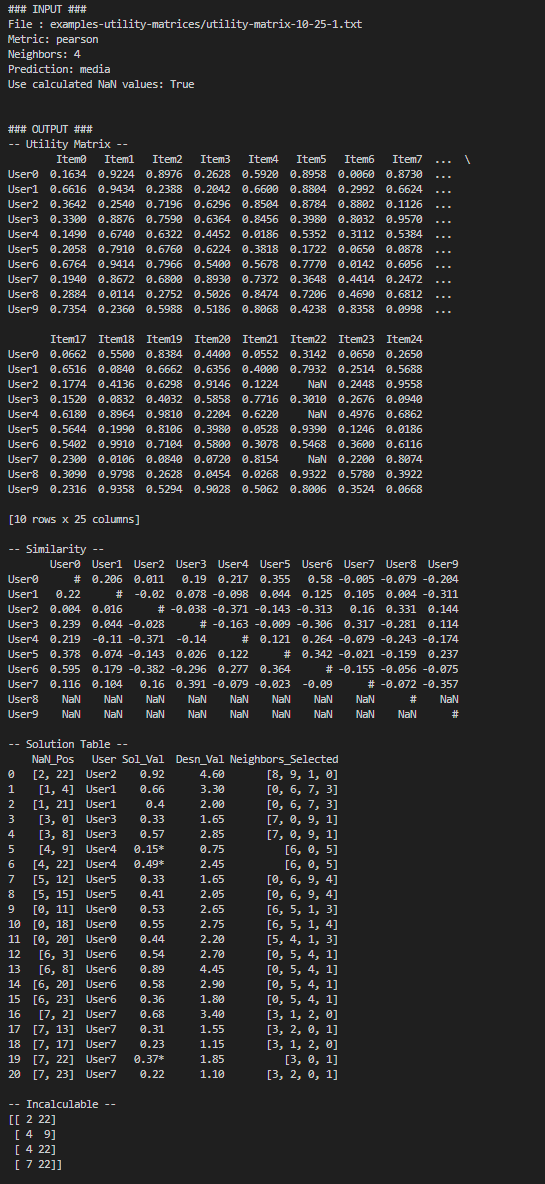 ### INPUT ###
File : examples-utility-matrices/utility-matrix-10-25-1.txt
Metric: pearson
Neighbors: 4
Prediction: media
Use calculated NaN values: True
### OUTPUT ###
-- Utility Matrix --
Item0 Item1 Item2 Item3 Item4 Item5 Item6 Item7 ... \
User0 0.1634 0.9224 0.8976 0.2628 0.5920 0.8958 0.0060 0.8730 ...
User1 0.6616 0.9434 0.2388 0.2042 0.6600 0.8804 0.2992 0.6624 ...
User2 0.3642 0.2540 0.7196 0.6296 0.8504 0.8784 0.8802 0.1126 ...
User3 0.3300 0.8876 0.7590 0.6364 0.8456 0.3980 0.8032 0.9570 ...
User4 0.1490 0.6740 0.6322 0.4452 0.0186 0.5352 0.3112 0.5384 ...
User5 0.2058 0.7910 0.6760 0.6224 0.3818 0.1722 0.0650 0.0878 ...
User6 0.6764 0.9414 0.7966 0.5400 0.5678 0.7770 0.0142 0.6056 ...
User7 0.1940 0.8672 0.6800 0.8930 0.7372 0.3648 0.4414 0.2472 ...
User8 0.2884 0.0114 0.2752 0.5026 0.8474 0.7206 0.4690 0.6812 ...
User9 0.7354 0.2360 0.5988 0.5186 0.8068 0.4238 0.8358 0.0998 ...
Item17 Item18 Item19 Item20 Item21 Item22 Item23 Item24
User0 0.0662 0.5500 0.8384 0.4400 0.0552 0.3142 0.0650 0.2650
User1 0.6516 0.0840 0.6662 0.6356 0.4000 0.7932 0.2514 0.5688
User2 0.1774 0.4136 0.6298 0.9146 0.1224 NaN 0.2448 0.9558
User3 0.1520 0.0832 0.4032 0.5858 0.7716 0.3010 0.2676 0.0940
User4 0.6180 0.8964 0.9810 0.2204 0.6220 NaN 0.4976 0.6862
User5 0.5644 0.1990 0.8106 0.3980 0.0528 0.9390 0.1246 0.0186
User6 0.5402 0.9910 0.7104 0.5800 0.3078 0.5468 0.3600 0.6116
User7 0.2300 0.0106 0.0840 0.0720 0.8154 NaN 0.2200 0.8074
User8 0.3090 0.9798 0.2628 0.0454 0.0268 0.9322 0.5780 0.3922
User9 0.2316 0.9358 0.5294 0.9028 0.5062 0.8006 0.3524 0.0668
[10 rows x 25 columns]
-- Similarity --
User0 User1 User2 User3 User4 User5 User6 User7 User8 User9
User0 # 0.206 0.011 0.19 0.217 0.355 0.58 -0.005 -0.079 -0.204
User1 0.22 # -0.02 0.078 -0.098 0.044 0.125 0.105 0.004 -0.311
User2 0.004 0.016 # -0.038 -0.371 -0.143 -0.313 0.16 0.331 0.144
User3 0.239 0.044 -0.028 # -0.163 -0.009 -0.306 0.317 -0.281 0.114
User4 0.219 -0.11 -0.371 -0.14 # 0.121 0.264 -0.079 -0.243 -0.174
User5 0.378 0.074 -0.143 0.026 0.122 # 0.342 -0.021 -0.159 0.237
User6 0.595 0.179 -0.382 -0.296 0.277 0.364 # -0.155 -0.056 -0.075
User7 0.116 0.104 0.16 0.391 -0.079 -0.023 -0.09 # -0.072 -0.357
User8 NaN NaN NaN NaN NaN NaN NaN NaN # NaN
User9 NaN NaN NaN NaN NaN NaN NaN NaN NaN #
-- Solution Table --
NaN_Pos User Sol_Val Desn_Val Neighbors_Selected
0 [2, 22] User2 0.92 4.60 [8, 9, 1, 0]
1 [1, 4] User1 0.66 3.30 [0, 6, 7, 3]
2 [1, 21] User1 0.4 2.00 [0, 6, 7, 3]
3 [3, 0] User3 0.33 1.65 [7, 0, 9, 1]
4 [3, 8] User3 0.57 2.85 [7, 0, 9, 1]
5 [4, 9] User4 0.15* 0.75 [6, 0, 5]
6 [4, 22] User4 0.49* 2.45 [6, 0, 5]
7 [5, 12] User5 0.33 1.65 [0, 6, 9, 4]
8 [5, 15] User5 0.41 2.05 [0, 6, 9, 4]
9 [0, 11] User0 0.53 2.65 [6, 5, 1, 3]
10 [0, 18] User0 0.55 2.75 [6, 5, 1, 4]
11 [0, 20] User0 0.44 2.20 [5, 4, 1, 3]
12 [6, 3] User6 0.54 2.70 [0, 5, 4, 1]
13 [6, 8] User6 0.89 4.45 [0, 5, 4, 1]
14 [6, 20] User6 0.58 2.90 [0, 5, 4, 1]
15 [6, 23] User6 0.36 1.80 [0, 5, 4, 1]
16 [7, 2] User7 0.68 3.40 [3, 1, 2, 0]
17 [7, 13] User7 0.31 1.55 [3, 2, 0, 1]
18 [7, 17] User7 0.23 1.15 [3, 1, 2, 0]
19 [7, 22] User7 0.37* 1.85 [3, 0, 1]
20 [7, 23] User7 0.22 1.10 [3, 2, 0, 1]
-- Incalculable --
[[ 2 22]
[ 4 9]
[ 4 22]
[ 7 22]]